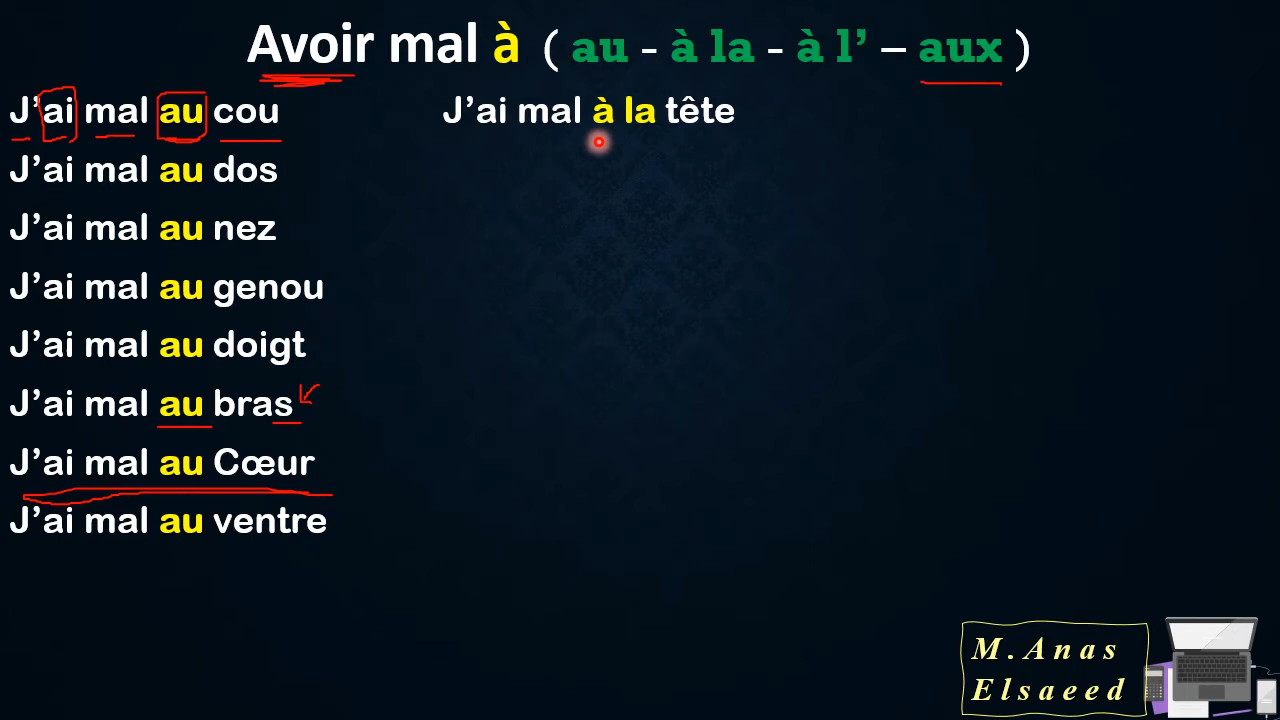 Avoir mal à ( au - à la - à l’ – aux )
J’ai mal au cou
J’ai mal au dos
J’ai mal au nez
J’ai mal au genou
J’ai mal au doigt
J’ai mal au bras
J’ai mal au Cœur
J’ai mal au ventre
J’ai mal à la tête
M.Anas
Elsaeed